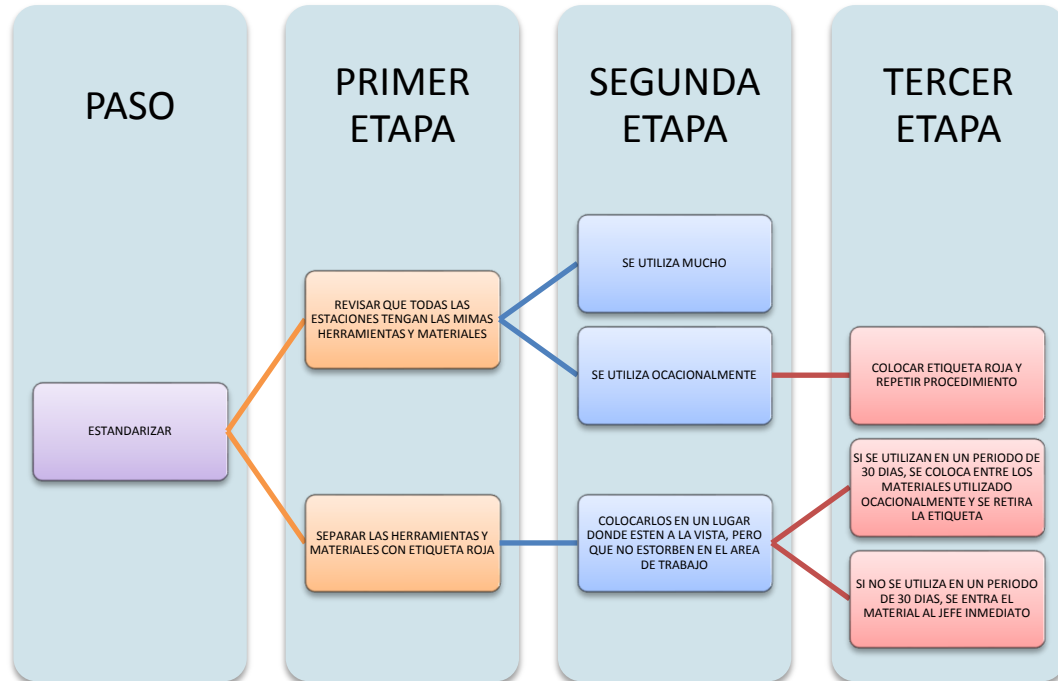 PASO
PRIMER
ETAPA
SEGUNDA
ETAPA
TERCER
ETAPA
ESTANDARIZAR
REVISAR QUE TODAS LAS
ESTACIONES TENGAN LAS MIMAS
HERRAMIENTAS Y MATERIALES
SE UTILIZA MUCHO
SE UTILIZA OCACIONALMENTE
COLOCAR ETIQUETA ROJA Y
REPETIR PROCEDIMIENTO
SEPARAR LAS HERRAMIENTAS Y
MATERIALES CON ETIQUETA ROJA
COLOCARLOS EN UN LUGAR
DONDE ESTEN A LA VISTA, PERO
QUE NO ESTORBEN EN EL AREA
DE TRABAJO
SI SE UTILIZAN EN UN PERIODO DE
30 DIAS, SE COLOCA ENTRE LOS
MATERIALES UTILIZADO
OCACIONALMENTE Y SE RETIRA
LA ETIQUETA
SI NO SE UTILIZA EN UN PERIODO
DE 30 DIAS, SE ENTRA EL
MATERIAL AL JEFE INMEDIATO